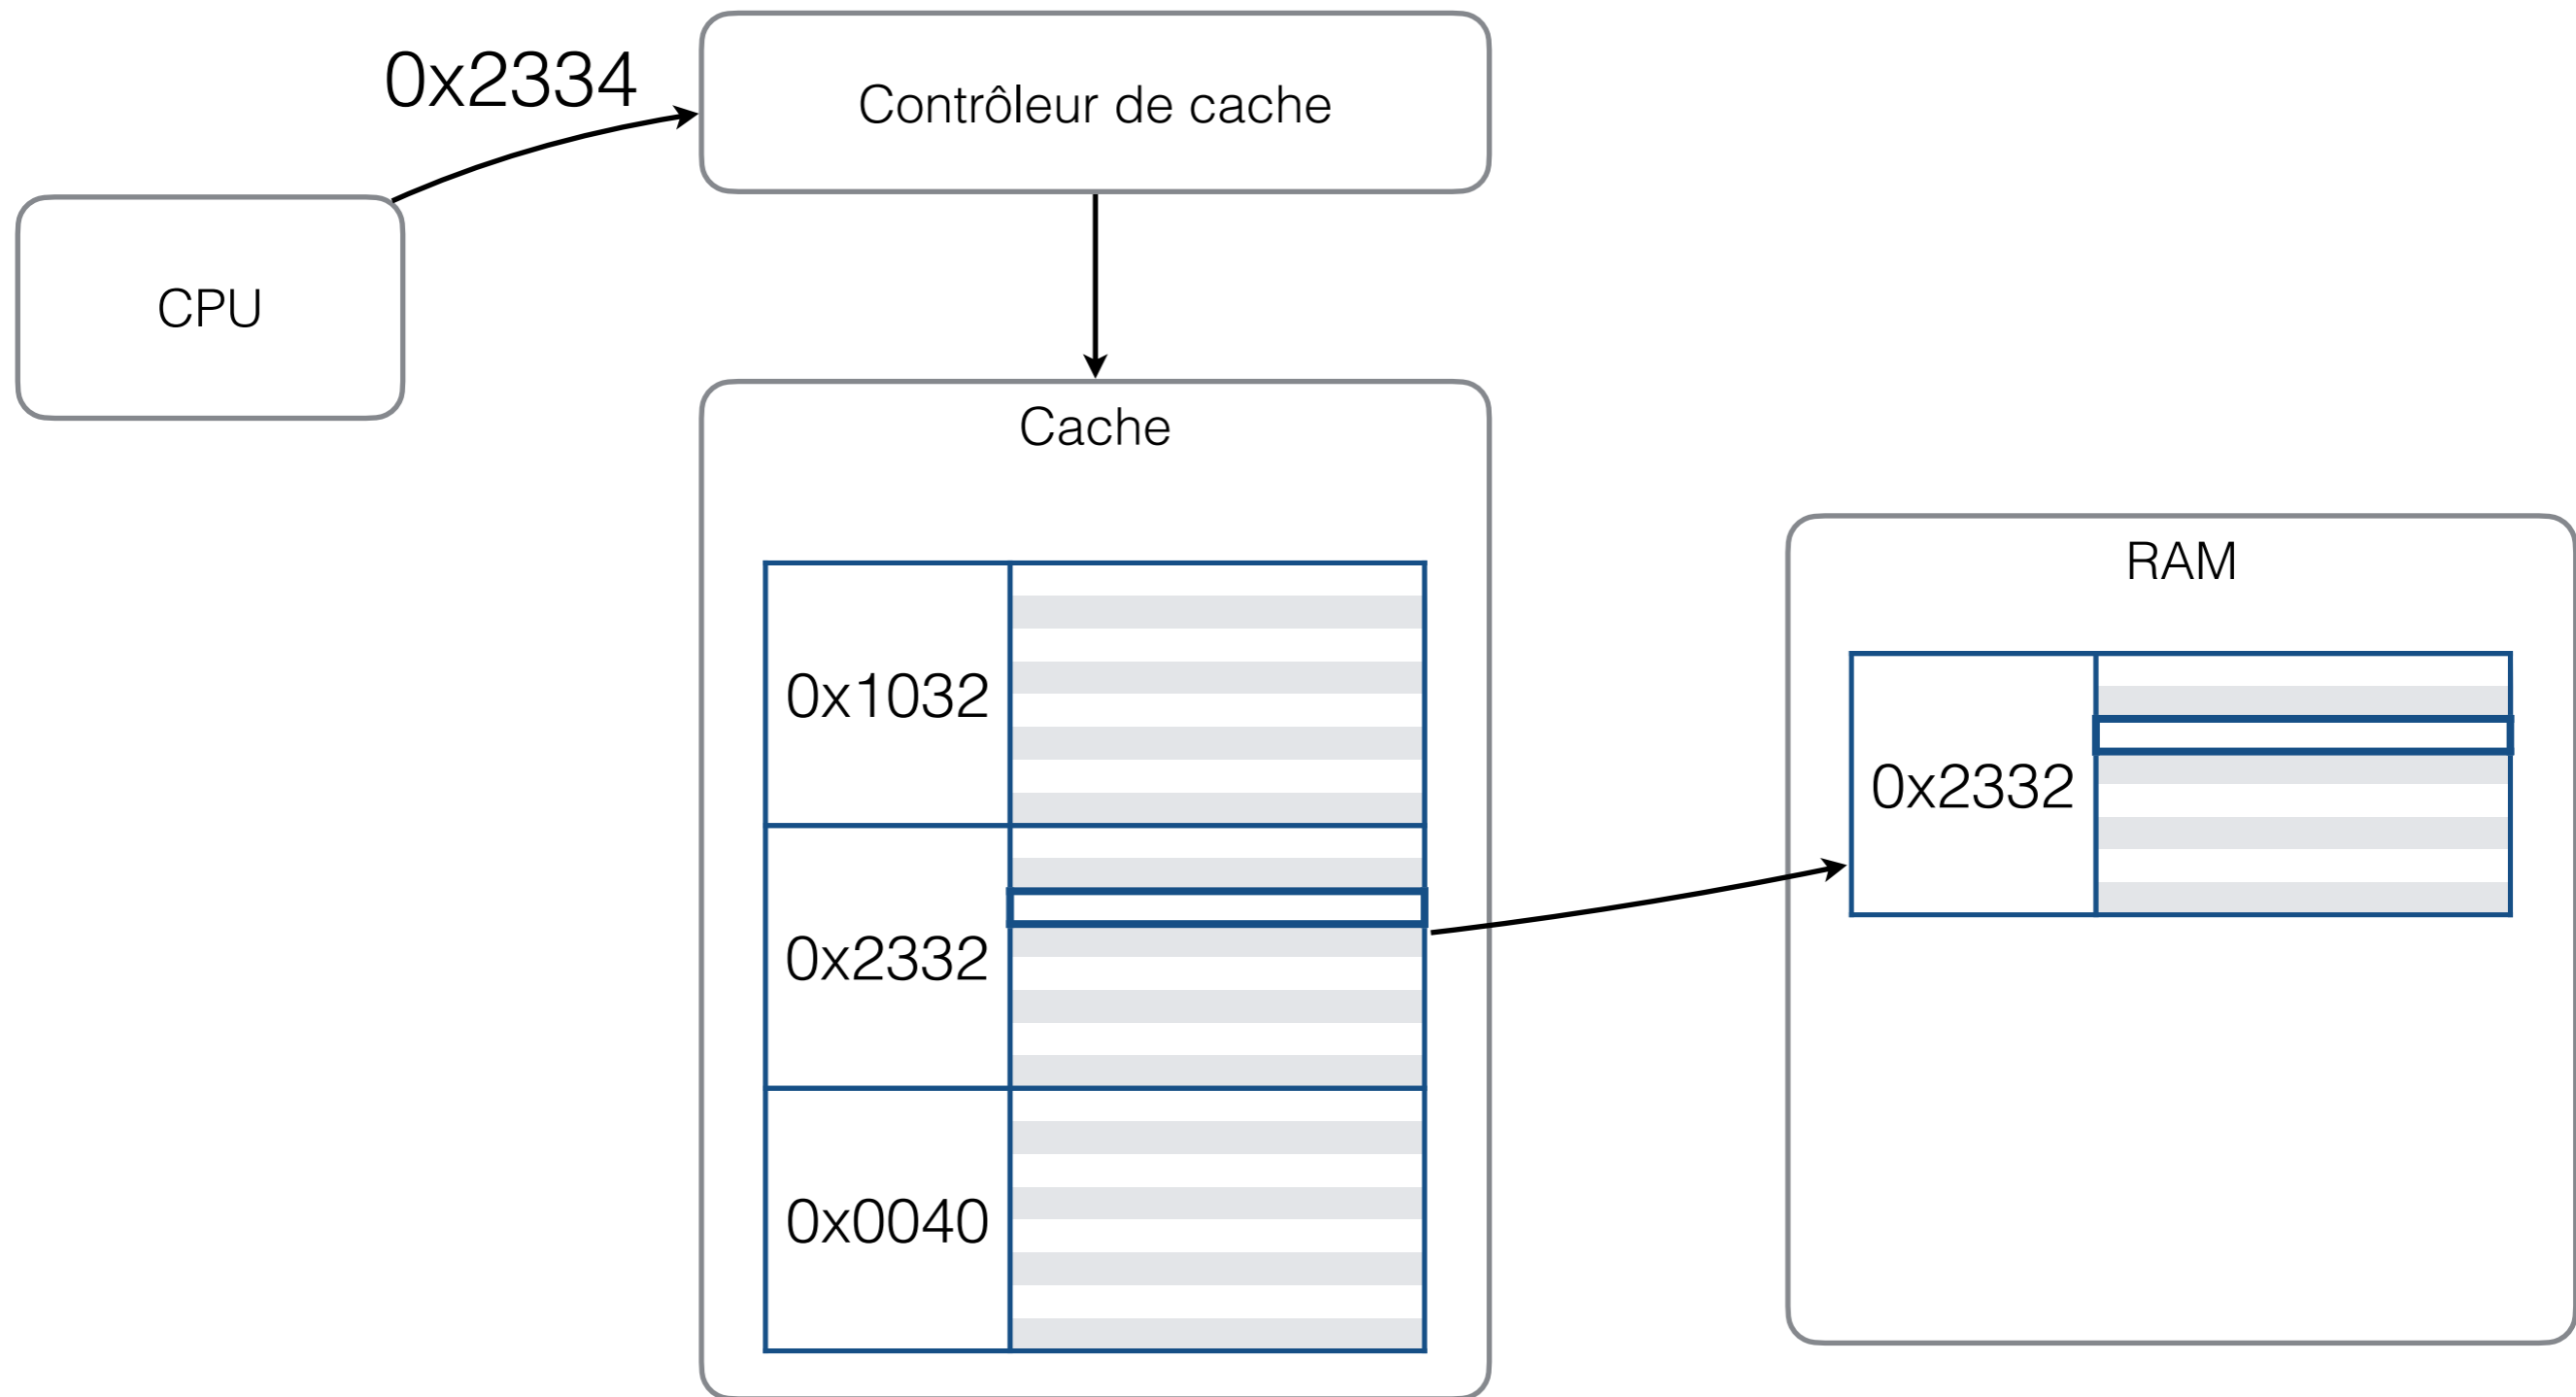 0x2334
Contrôleur de cache
CPU
Cache
RAM
0x1032
0x2332
0x2332
0x0040